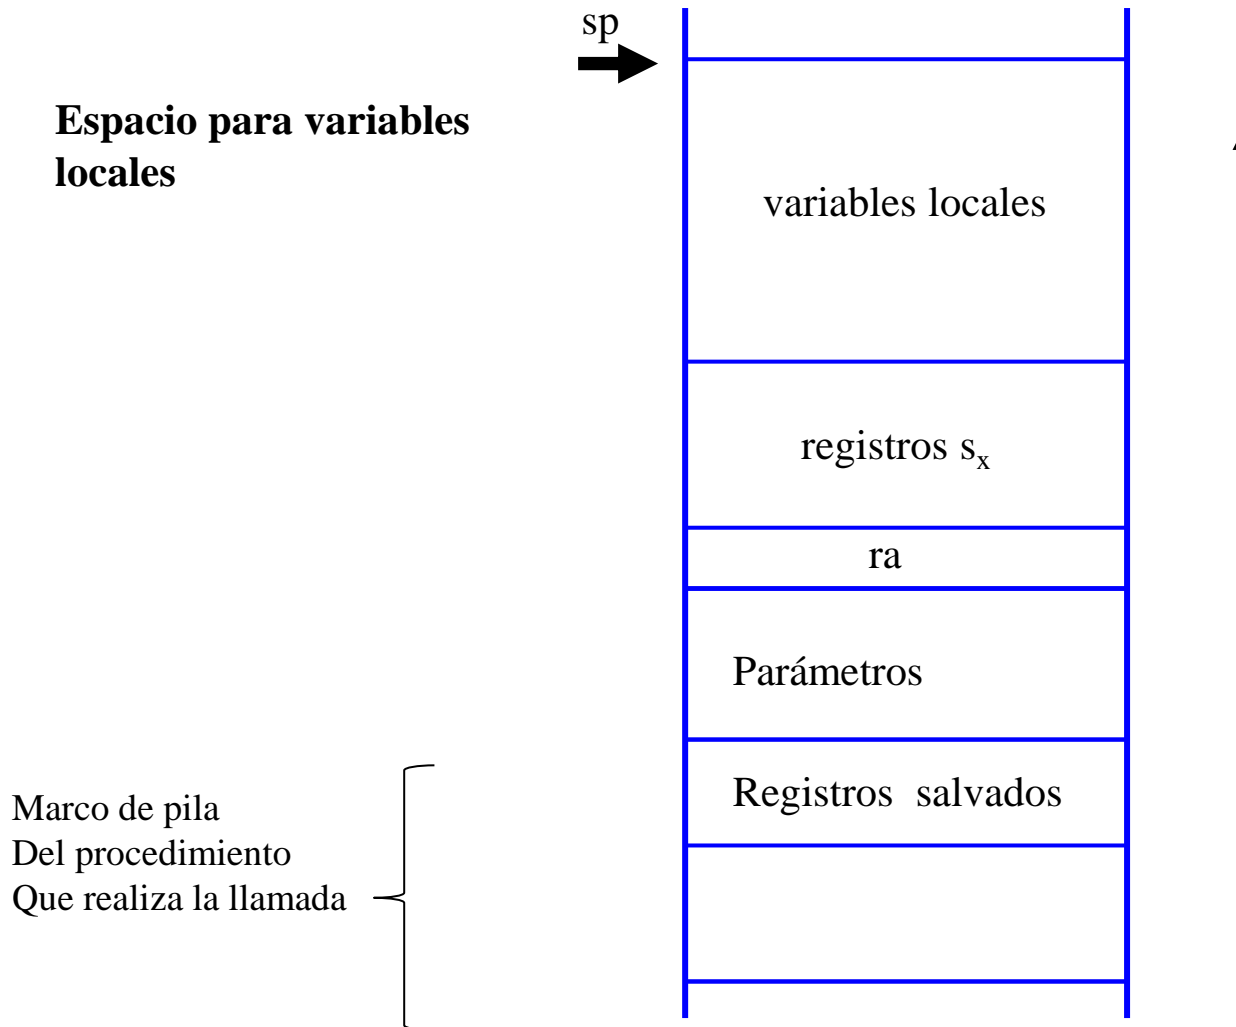 sp
Espacio para variables
locales
variables locales
registros sx
ra
Parámetros
Registros salvados
Marco de pila
Del procedimiento
Que realiza la llamada